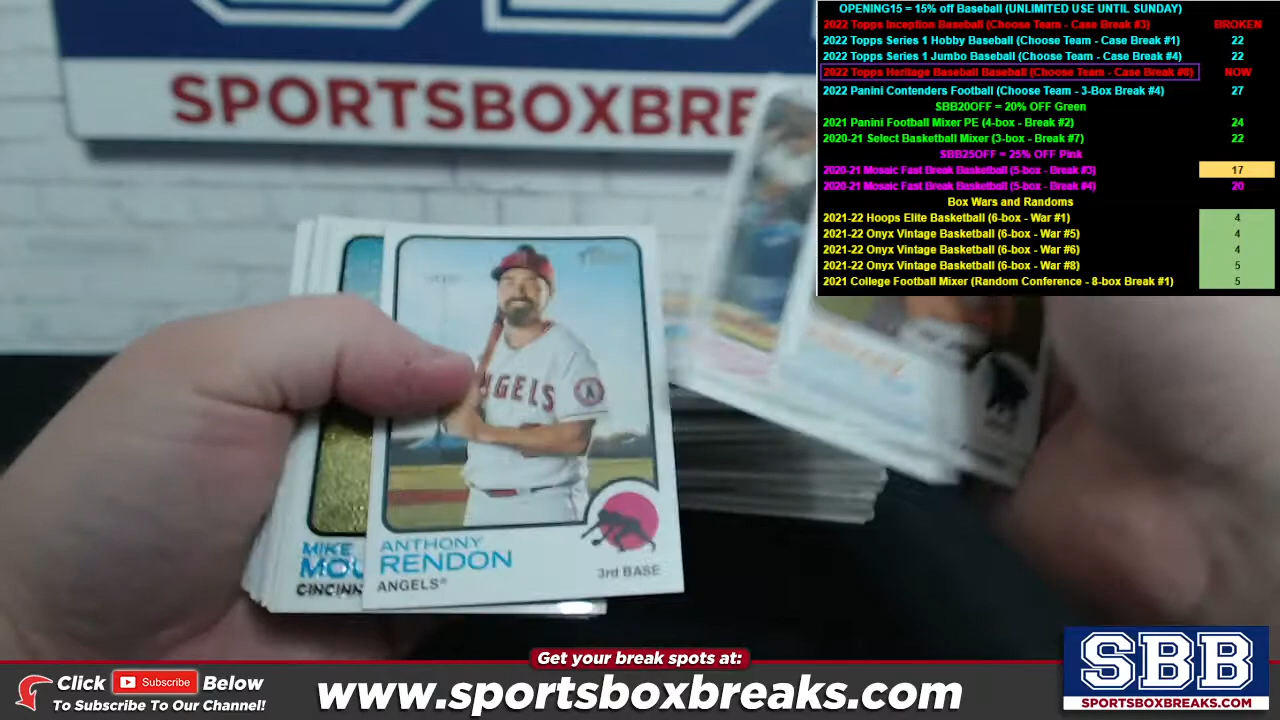 OPENING15 = 15% off Baseball (UNLIMITED USE UNTIL SUNDAY)
2022 Topps Inception Baseball (Choose Team - Case Break #3) BROKEN
2022 Topps Series 1 Hobby Baseball (Choose Team - Case Break #1) 22
2022 Topps Series 1 Jumbo Baseball (Choose Team - Case Break #4) 22
2022 Topps Heritage Baseball Baseball (Choose Team - Case Break #8) NOW
2022 Panini Contenders Football (Choose Team - 3-Box Break #4) 27
SBB20OFF = 20% OFF Green
2021 Panini Football Mixer PE (4-box - Break #2) 24
2020-21 Select Basketball Mixer (3-box - Break #7) 22
SBB25OFF = 25% OFF Pink
2020-21 Mosaic Fast Break Basketball (5-box - Break #3) 17
2020-21 Mosaic Fast Break Basketball (5-box - Break #4) 20
Box Wars and Randoms
2021-22 Hoops Elite Basketball (6-box - War #1) 4
2021-22 Onyx Vintage Basketball (6-box - War #5) 4
2021-22 Onyx Vintage Basketball (6-box - War #6) 4
2021-22 Onyx Vintage Basketball (6-box - War #8) 5
2021 College Football Mixer (Random Conference - 8-box Break #1) 5
SPORTSBOXBRE
ANGELS
A
MIKE
MOU
CINCINN
ANTHONY
RENDON
ANGELS®
3rd BASE
Get your break spots at:
Click Subscribe Below
To Subscribe To Our Channel!
www.sportsboxbreaks.com
SBB
SPORTSBOXBREAKS.COM